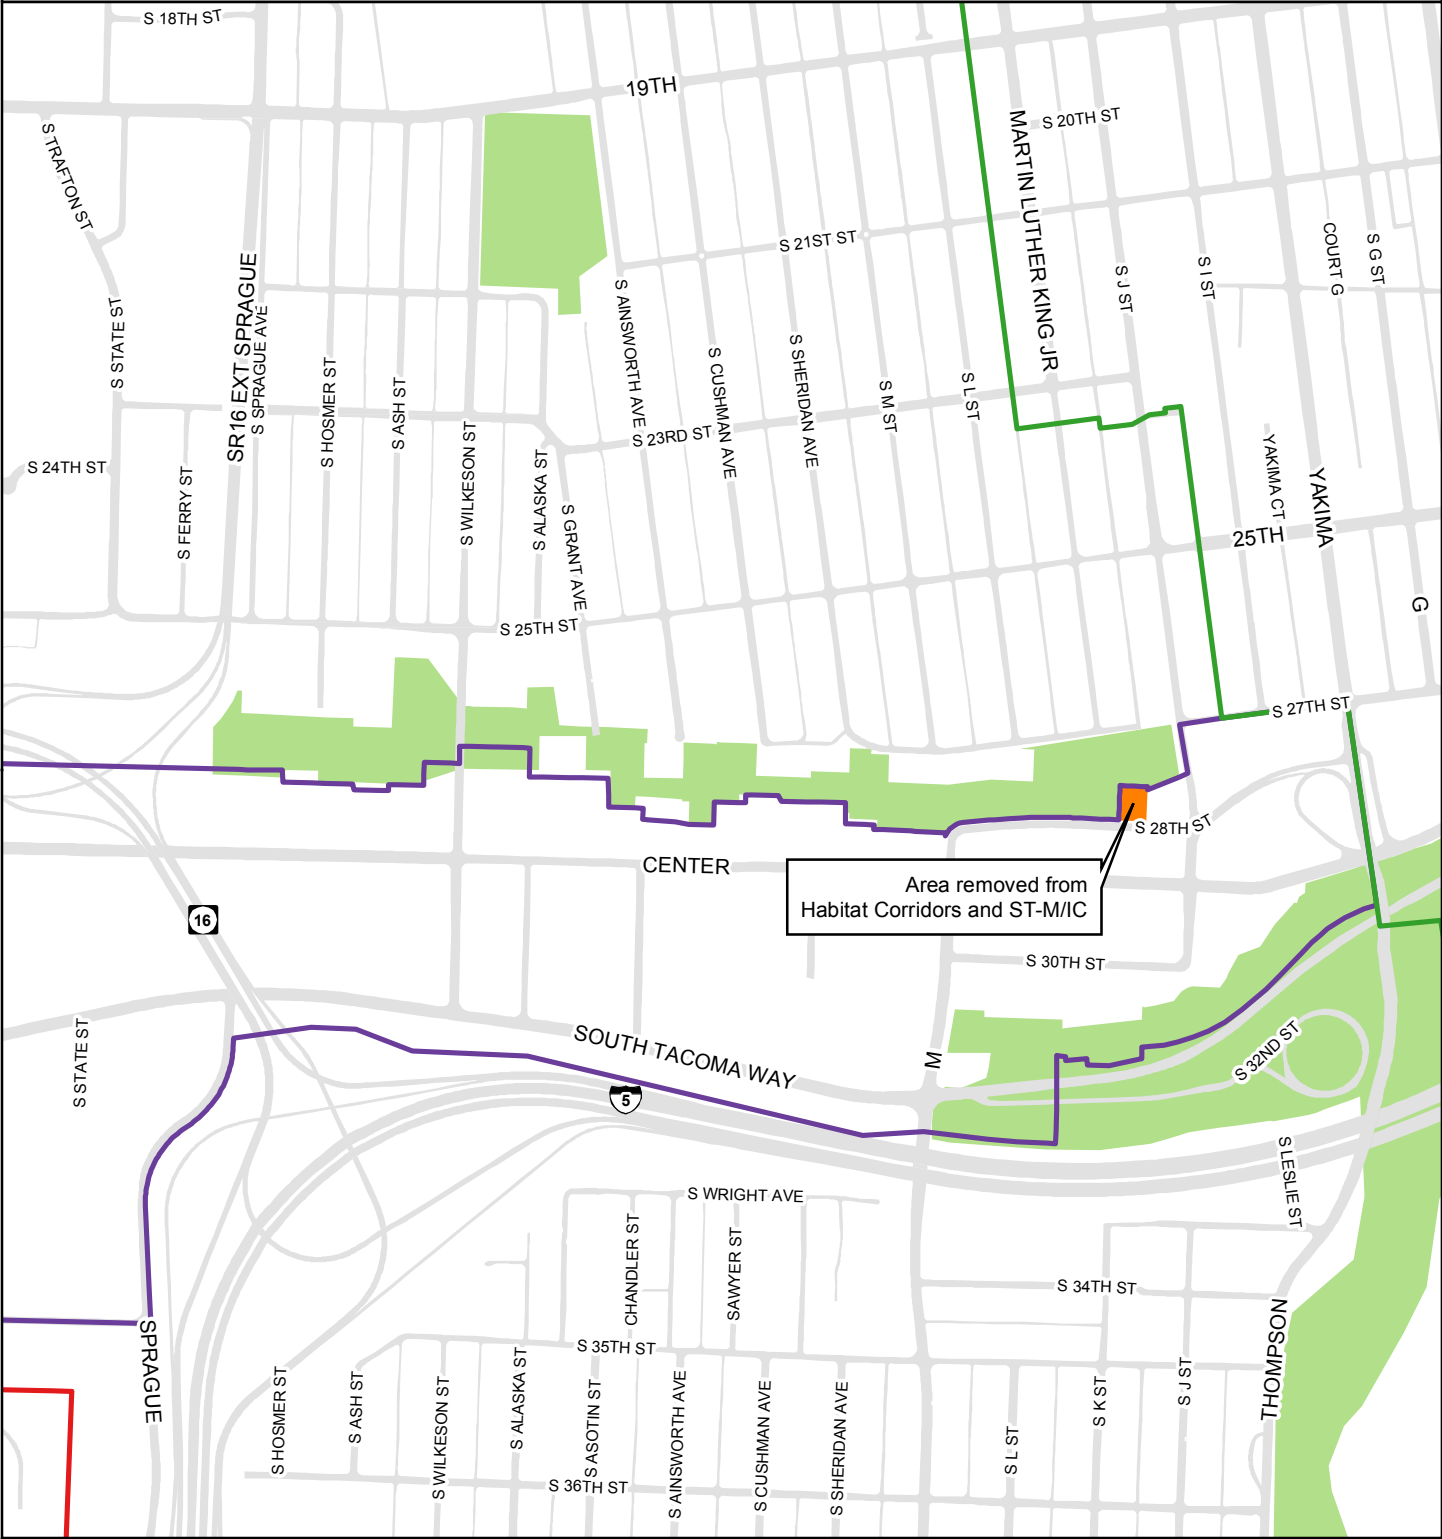 S 18TH ST
19TH
S 20TH ST
S TRAFTON ST
MARTIN LUTHER KING JR
S 21ST ST
COURT G
S G ST
S I ST
S J ST
S STATE ST
SR16 EXT SPRAGUE
S SPRAGUE AVE
S AINSWORTH AVE
S CUSHMAN AVE
S SHERIDAN AVE
S M ST
S L ST
S HOSMER ST
S ASH ST
S WILKESON ST
S ALASKA ST
S 23RD ST
S 24TH ST
S FERRY ST
S GRANT AVE
YAKIMA CT
YAKIMA
25TH
G
S 25TH ST
S 27TH ST
S 28TH ST
CENTER
Area removed from
Habitat Corridors and ST-M/IC
16
S 30TH ST
S STATE ST
SOUTH TACOMA WAY
M
S 32ND ST
5
S LESLIE ST
S WRIGHT AVE
CHANDLER ST
SAWYER ST
S 34TH ST
SPRAGUE
S 35TH ST
THOMPSON
S HOSMER ST
S ASH ST
S WILKESON ST
S ALASKA ST
S ASOTIN ST
S AINSWORTH AVE
S CUSHMAN AVE
S SHERIDAN AVE
S L ST
S K ST
S J ST
S 36TH ST